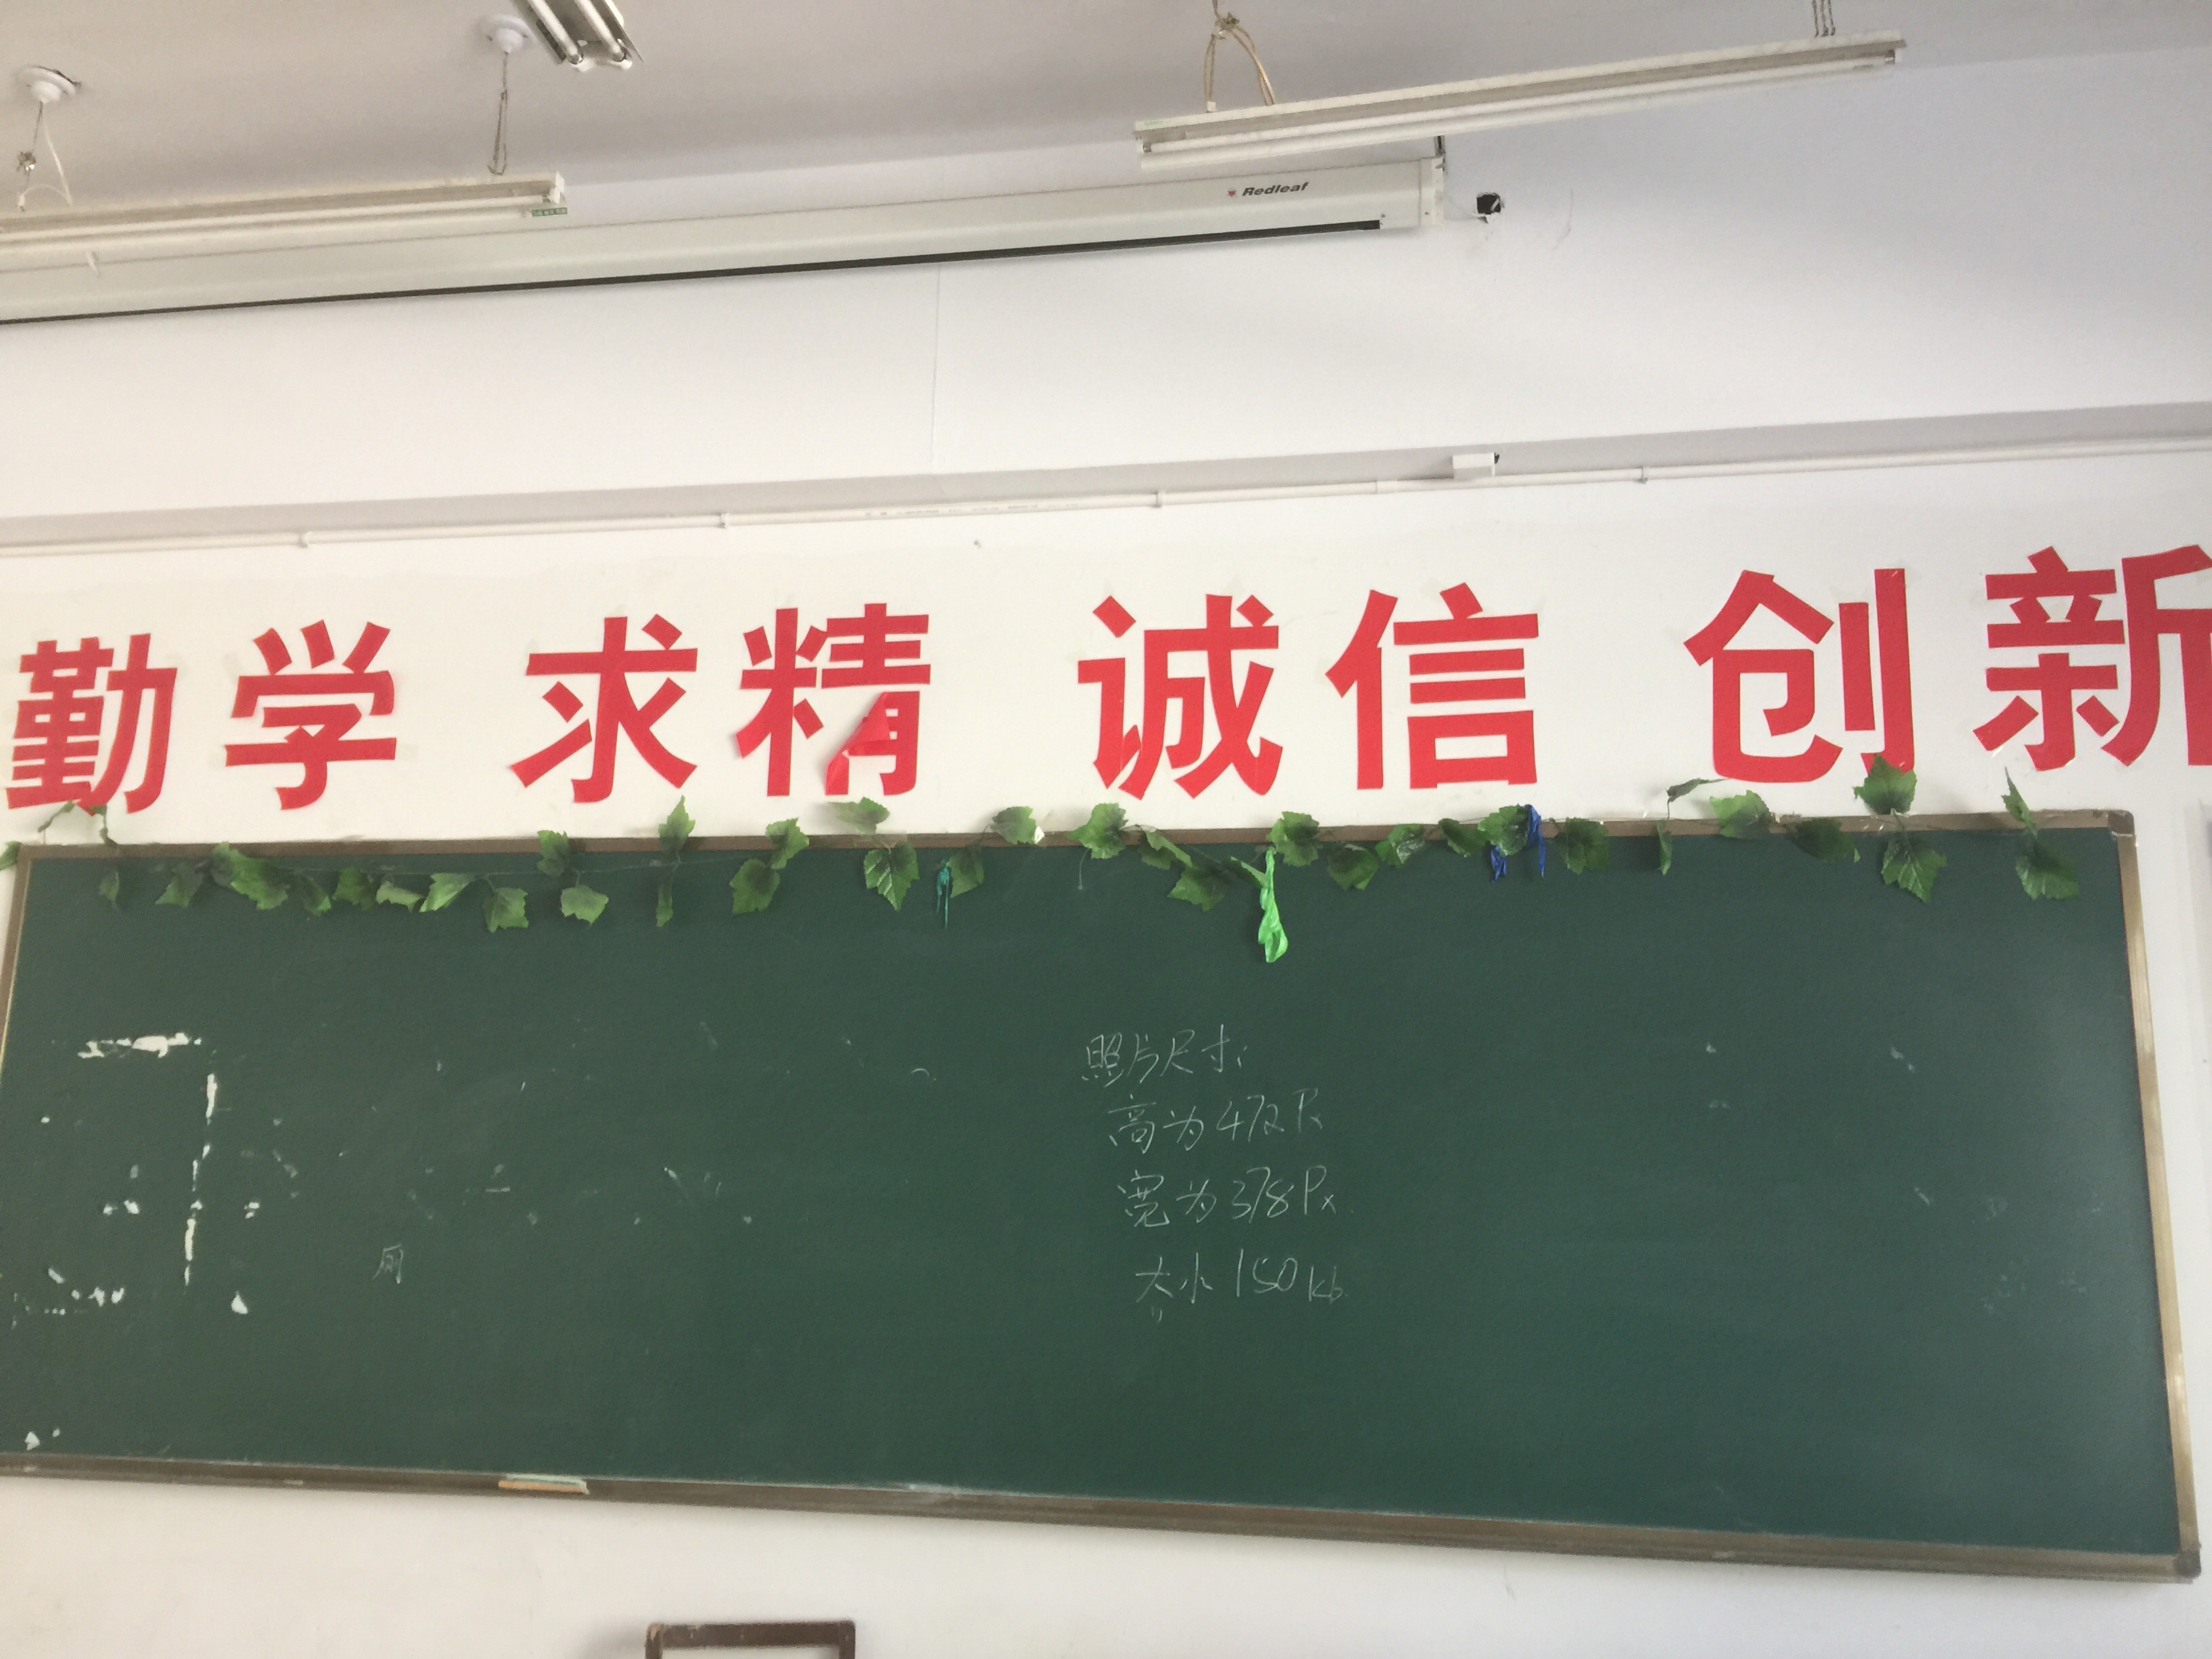 Redleaf
勤学 求精 诚信 创新
照片尺寸:
高为472P
宽为378Px
大小150kb